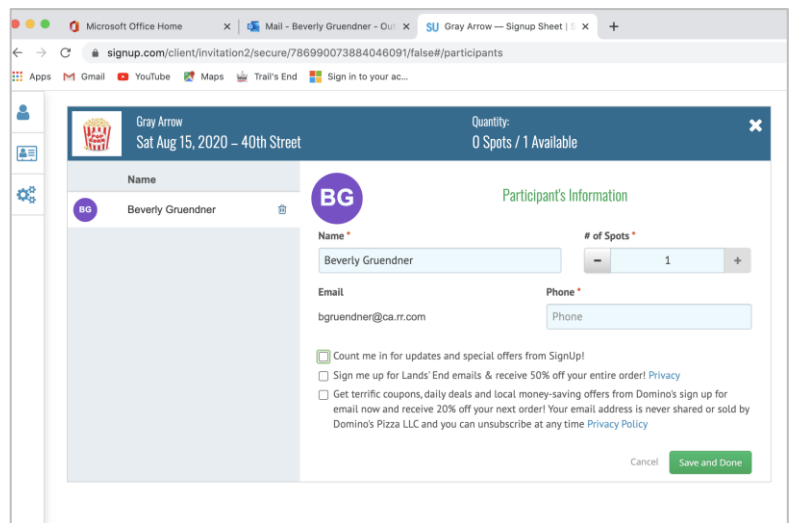 Microsoft Office Home
Mail - Beverly Gruendner - Out
SU Gray Arrow — Signup Sheet | S
signup.com/client/invitation2/secure/786990073884046091/false#/participants
Apps Gmail YouTube Maps Trail's End Sign in to your ac...
POP CORN
Gray Arrow
Sat Aug 15, 2020 – 40th Street
Quantity:
0 Spots / 1 Available
Name
BG Beverly Gruendner
BG
Participant's Information
Name * # of Spots *
Beverly Gruendner − 1 +
Email Phone *
bgruendner@ca.rr.com Phone
Count me in for updates and special offers from SignUp!
Sign me up for Lands' End emails & receive 50% off your entire order! Privacy
Get terrific coupons, daily deals and local money-saving offers from Domino's sign up for
email now and receive 20% off your next order! Your email address is never shared or sold by
Domino's Pizza LLC and you can unsubscribe at any time Privacy Policy
Cancel Save and Done